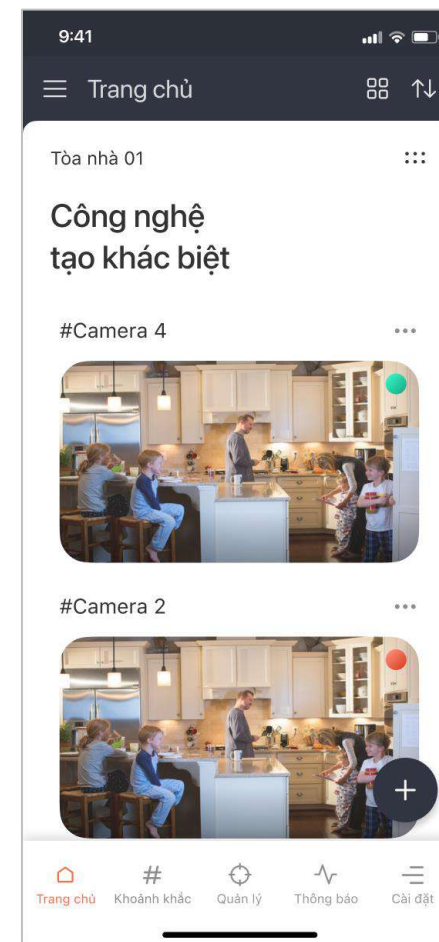 9:41
Trang chủ
Tòa nhà 01
Công nghệ
tạo khác biệt
#Camera 4
#Camera 2
Trang chủ
Khoảnh khắc
Quản lý
Thông báo
Cài đặt